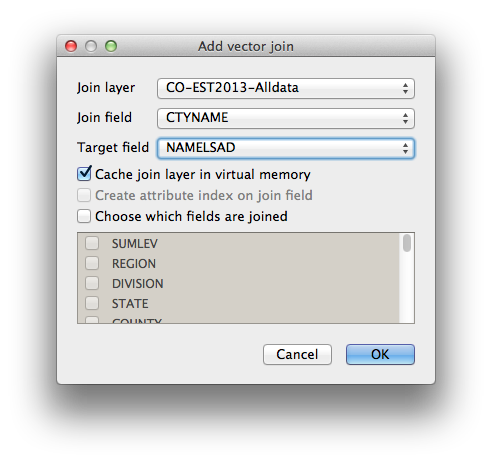 Add vector join
Join layer CO-EST2013-Alldata
Join field CTYNAME
Target field NAMELSAD
Cache join layer in virtual memory
Create attribute index on join field
Choose which fields are joined
SUMLEV
REGION
DIVISION
STATE
COUNTY
Cancel OK